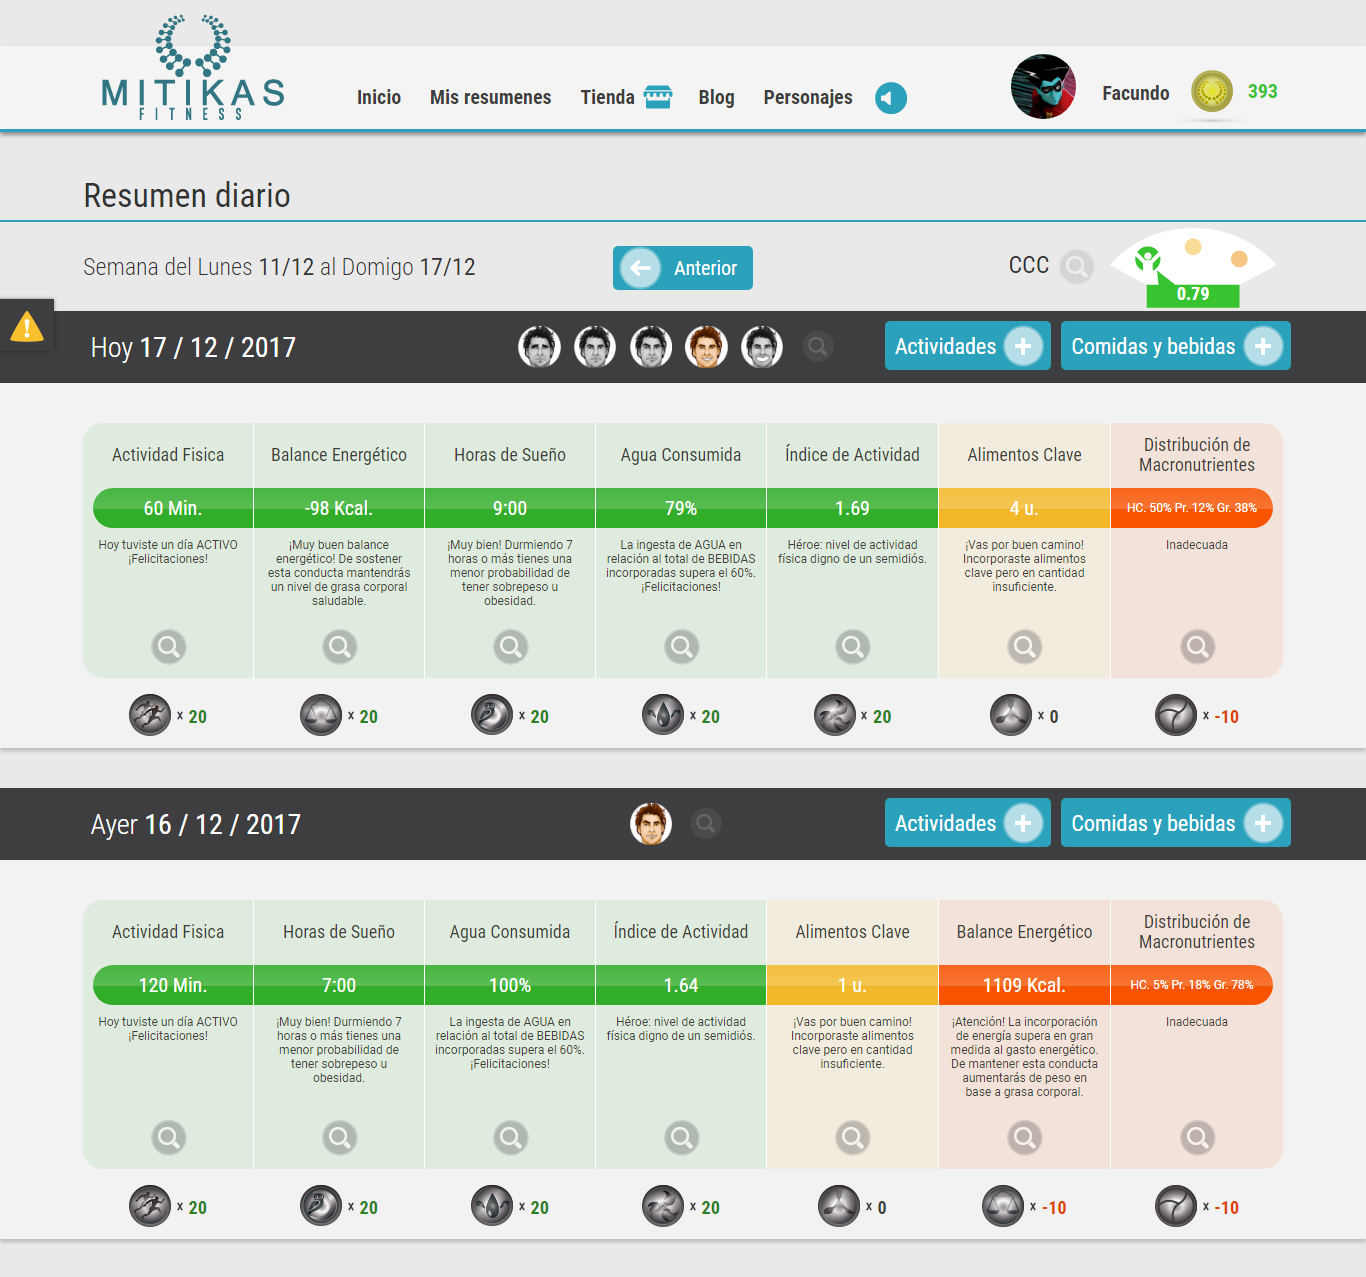 MITIKAS
FITNESS
Inicio Mis resumenes Tienda Blog Personajes
Facundo 393
Resumen diario
Semana del Lunes 11/12 al Domigo 17/12
Anterior
CCC
0.79
Hoy 17 / 12 / 2017
Actividades + Comidas y bebidas +
Actividad Fisica
60 Min.
Hoy tuviste un día ACTIVO
¡Felicitaciones!
x 20
Balance Energético
-98 Kcal.
¡Muy buen balance
energético! De sostener
esta conducta mantendrás
un nivel de grasa corporal
saludable.
x 20
Horas de Sueño
9:00
¡Muy bien! Durmiendo 7
horas o más tienes una
menor probabilidad de
tener sobrepeso u
obesidad.
x 20
Agua Consumida
79%
La ingesta de AGUA en
relación al total de BEBIDAS
incorporadas supera el 60%.
¡Felicitaciones!
x 20
Índice de Actividad
1.69
Héroe: nivel de actividad
física digno de un semidiós.
x 20
Alimentos Clave
4 u.
¡Vas por buen camino!
Incorporaste alimentos
clave pero en cantidad
insuficiente.
x 0
Distribución de
Macronutrientes
HC. 50% Pr. 12% Gr. 38%
Inadecuada
x -10
Ayer 16 / 12 / 2017
Actividades + Comidas y bebidas +
Actividad Fisica
120 Min.
Hoy tuviste un día ACTIVO
¡Felicitaciones!
x 20
Horas de Sueño
7:00
¡Muy bien! Durmiendo 7
horas o más tienes una
menor probabilidad de
tener sobrepeso u
obesidad.
x 20
Agua Consumida
100%
La ingesta de AGUA en
relación al total de BEBIDAS
incorporadas supera el 60%.
¡Felicitaciones!
x 20
Índice de Actividad
1.64
Héroe: nivel de actividad
física digno de un semidiós.
x 20
Alimentos Clave
1 u.
¡Vas por buen camino!
Incorporaste alimentos
clave pero en cantidad
insuficiente.
x 0
Balance Energético
1109 Kcal.
¡Atención! La incorporación
de energía supera en gran
medida al gasto energético.
De mantener esta conducta
aumentarás de peso en
base a grasa corporal.
x -10
Distribución de
Macronutrientes
HC. 5% Pr. 18% Gr. 78%
Inadecuada
x -10